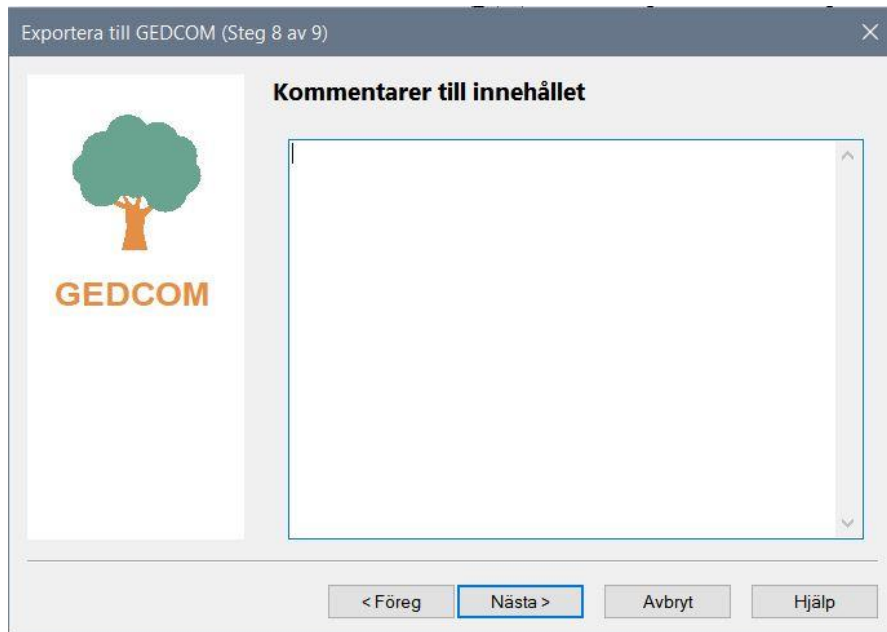 Exportera till GEDCOM (Steg 8 av 9)
Kommentarer till innehållet
GEDCOM
< Föreg
Nästa >
Avbryt
Hjälp